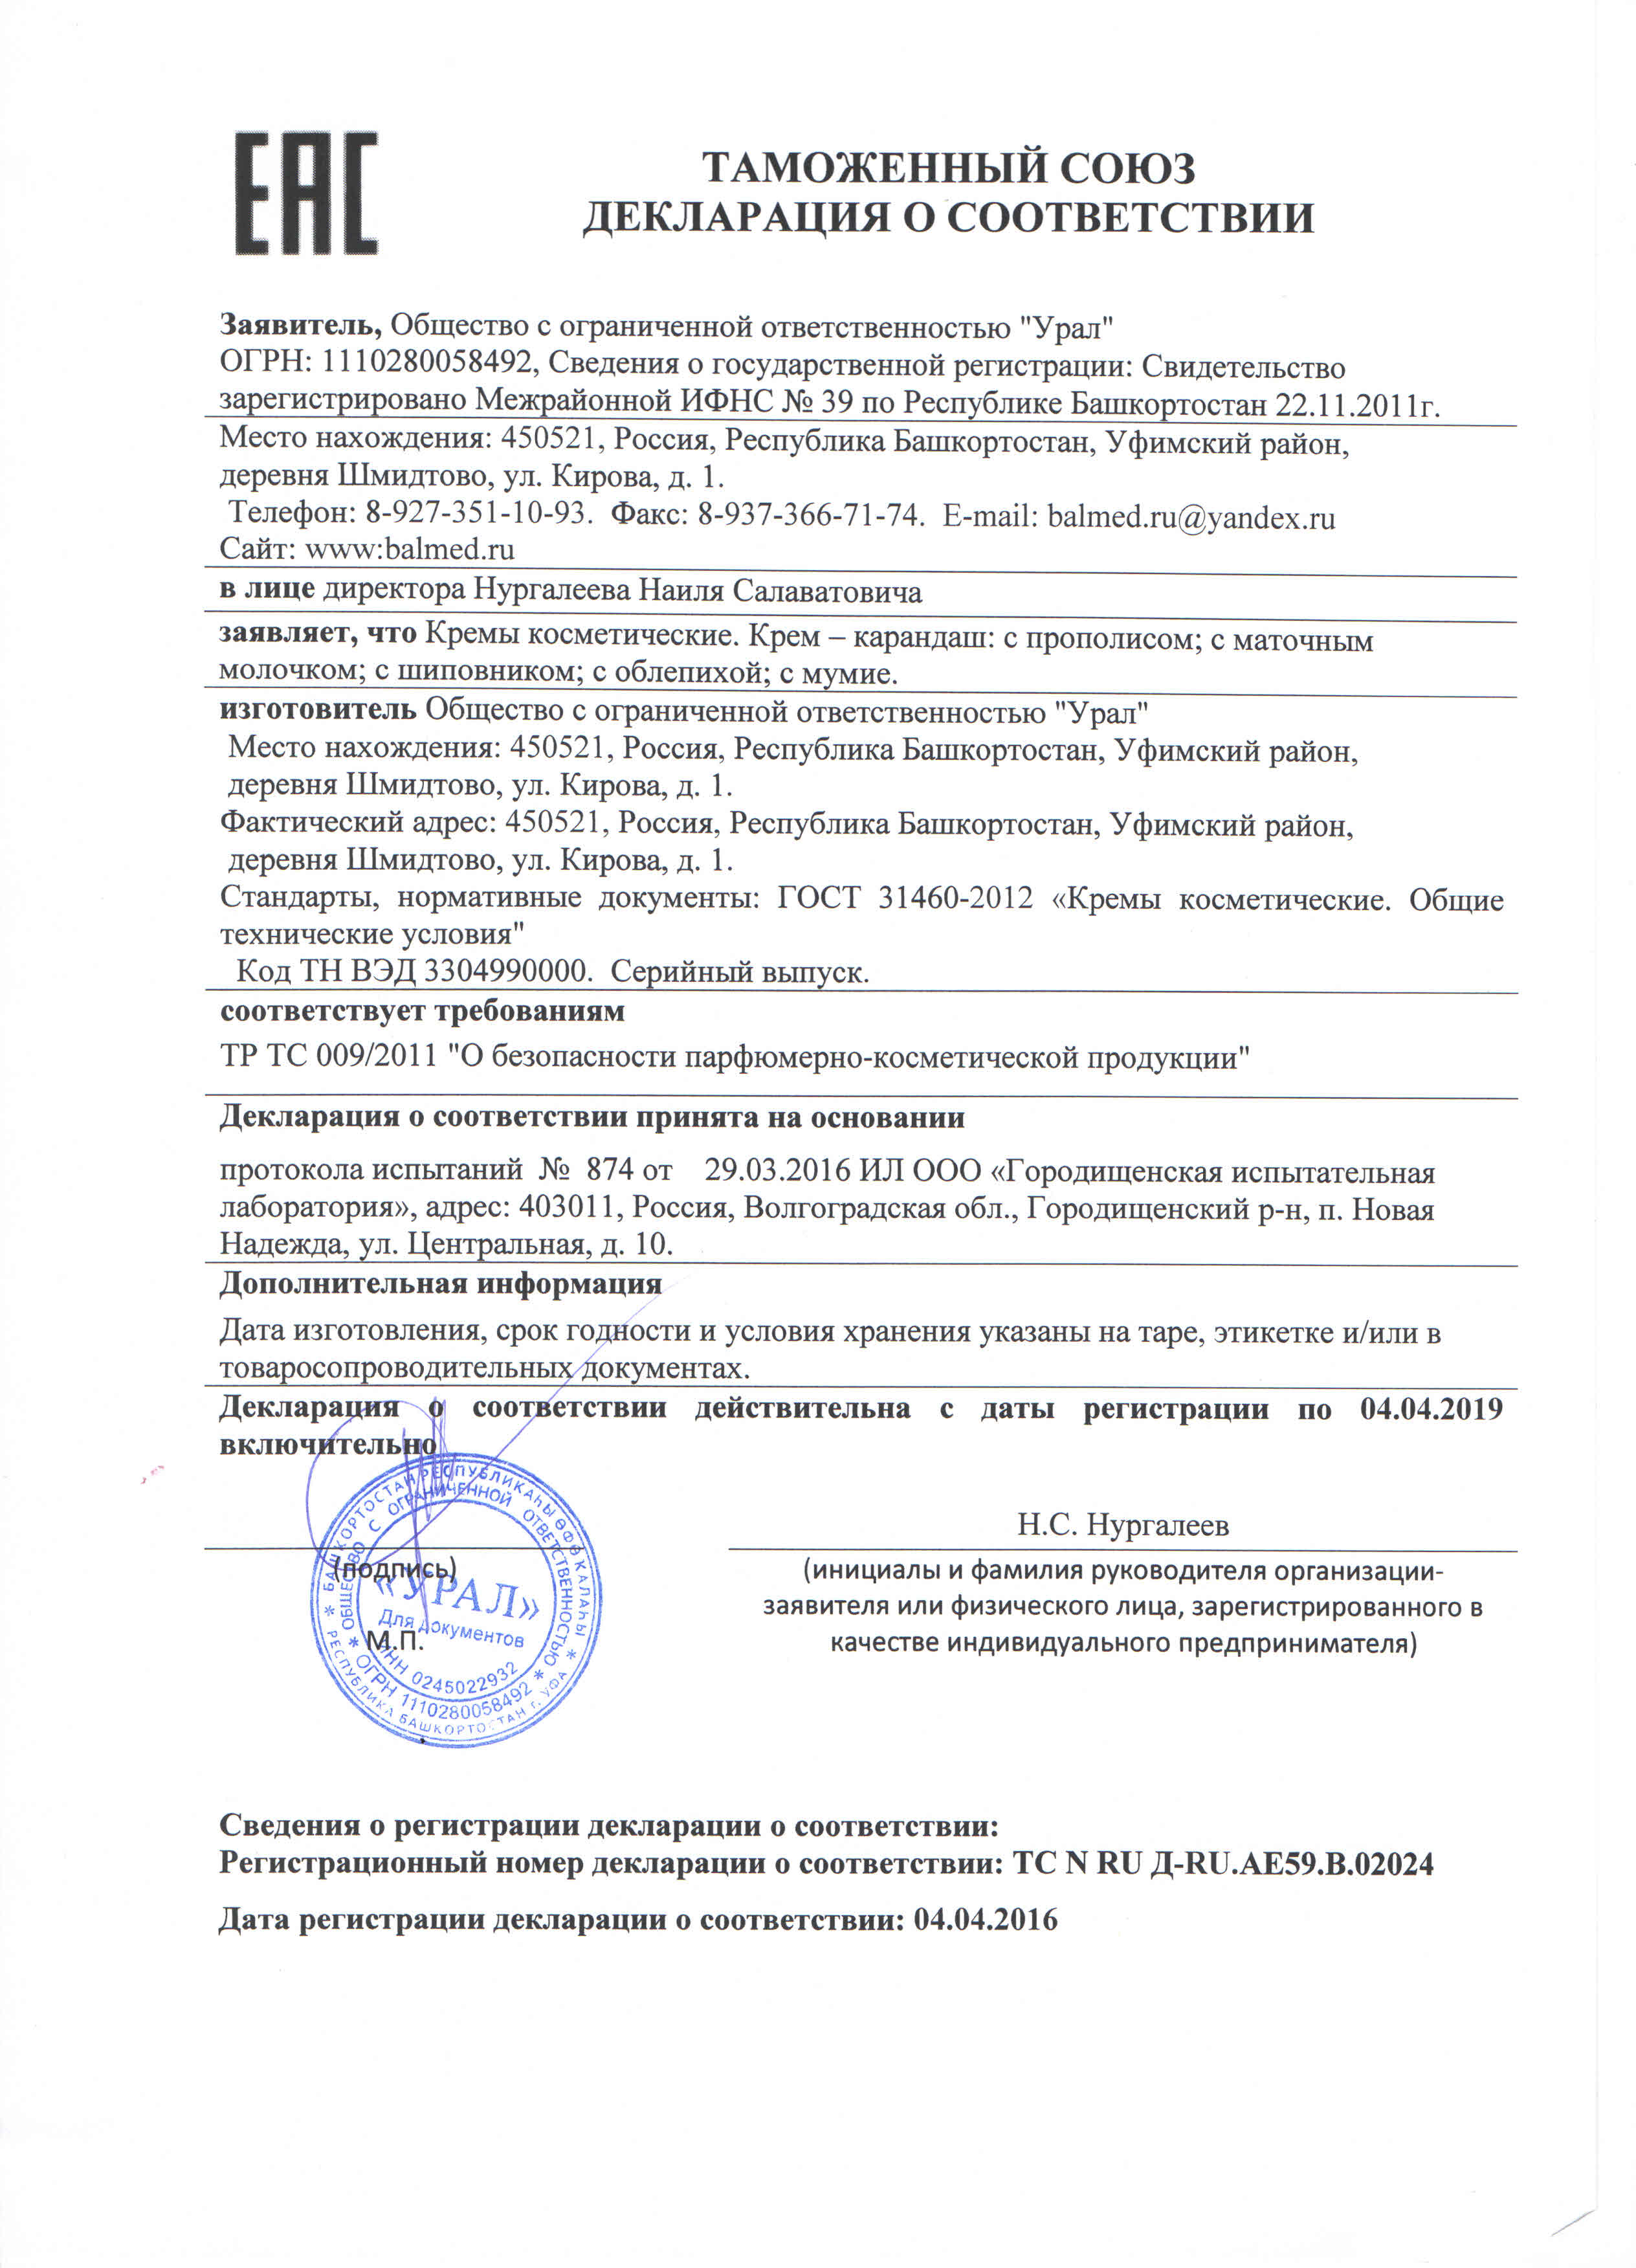 ЕАС
ТАМОЖЕННЫЙ СОЮЗ
ДЕКЛАРАЦИЯ О СООТВЕТСТВИИ
Заявитель, Общество с ограниченной ответственностью "Урал"
ОГРН: 1110280058492, Сведения о государственной регистрации: Свидетельство
зарегистрировано Межрайонной ИФНС № 39 по Республике Башкортостан 22.11.2011г.
Место нахождения: 450521, Россия, Республика Башкортостан, Уфимский район,
деревня Шмидтово, ул. Кирова, д. 1.
Телефон: 8-927-351-10-93. Факс: 8-937-366-71-74. E-mail: balmed.ru@yandex.ru
Сайт: www:balmed.ru
в лице директора Нургалеева Наиля Салаватовича
заявляет, что Кремы косметические. Крем – карандаш: с прополисом; с маточным
молочком; с шиповником; с облепихой; с мумие.
изготовитель Общество с ограниченной ответственностью "Урал"
Место нахождения: 450521, Россия, Республика Башкортостан, Уфимский район,
деревня Шмидтово, ул. Кирова, д. 1.
Фактический адрес: 450521, Россия, Республика Башкортостан, Уфимский район,
деревня Шмидтово, ул. Кирова, д. 1.
Стандарты, нормативные документы: ГОСТ 31460-2012 «Кремы косметические. Общие
технические условия"
Код ТН ВЭД 3304990000. Серийный выпуск.
соответствует требованиям
ТР ТС 009/2011 "О безопасности парфюмерно-косметической продукции"
Декларация о соответствии принята на основании
протокола испытаний № 874 от 29.03.2016 ИЛ ООО «Городищенская испытательная
лаборатория», адрес: 403011, Россия, Волгоградская обл., Городищенский р-н, п. Новая
Надежда, ул. Центральная, д. 10.
Дополнительная информация
Дата изготовления, срок годности и условия хранения указаны на таре, этикетке и/или в
товаросопроводительных документах.
Декларация о соответствии действительна с даты регистрации по 04.04.2019
включительно
Н.С. Нургалеев
(подпись)
(инициалы и фамилия руководителя организации-
заявителя или физического лица, зарегистрированного в
качестве индивидуального предпринимателя)
М.П.
БАШКОРТОСТАН РЕСПУБЛИКАҺЫ ӨФӨ КАЛАҺЫ
РЕСПУБЛИКА БАШКОРТОСТАН г. УФА
ОБЩЕСТВО С ОГРАНИЧЕННОЙ ОТВЕТСТВЕННОСТЬЮ
ОГРН 1110280058492
«УРАЛ»
Для документов
ИНН 0245022932
Сведения о регистрации декларации о соответствии:
Регистрационный номер декларации о соответствии: ТС N RU Д-RU.АЕ59.В.02024
Дата регистрации декларации о соответствии: 04.04.2016